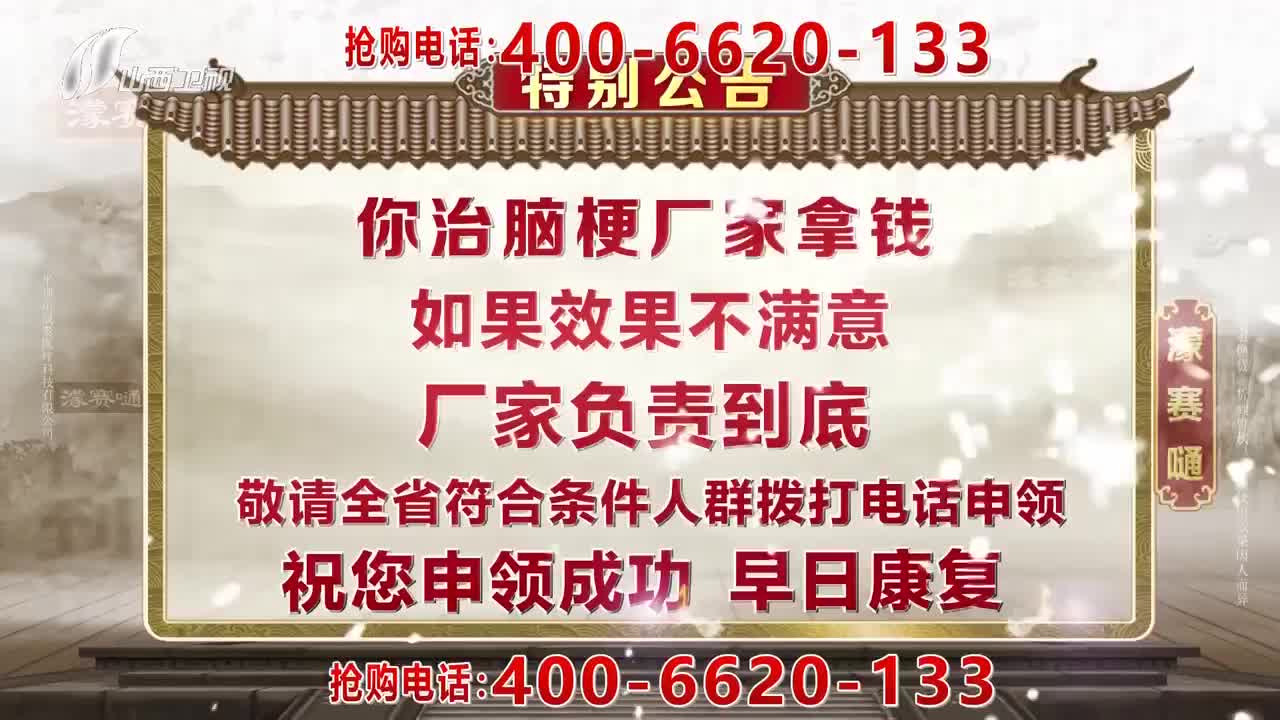 抢购电话:400-6620-133
山西卫视
特别公告
你治脑梗厂家拿钱
如果效果不满意
厂家负责到底
敬请全省符合条件人群拨打电话申领
祝您申领成功 早日康复
濛赛嗵
濛赛嗵
抢购电话:400-6620-133